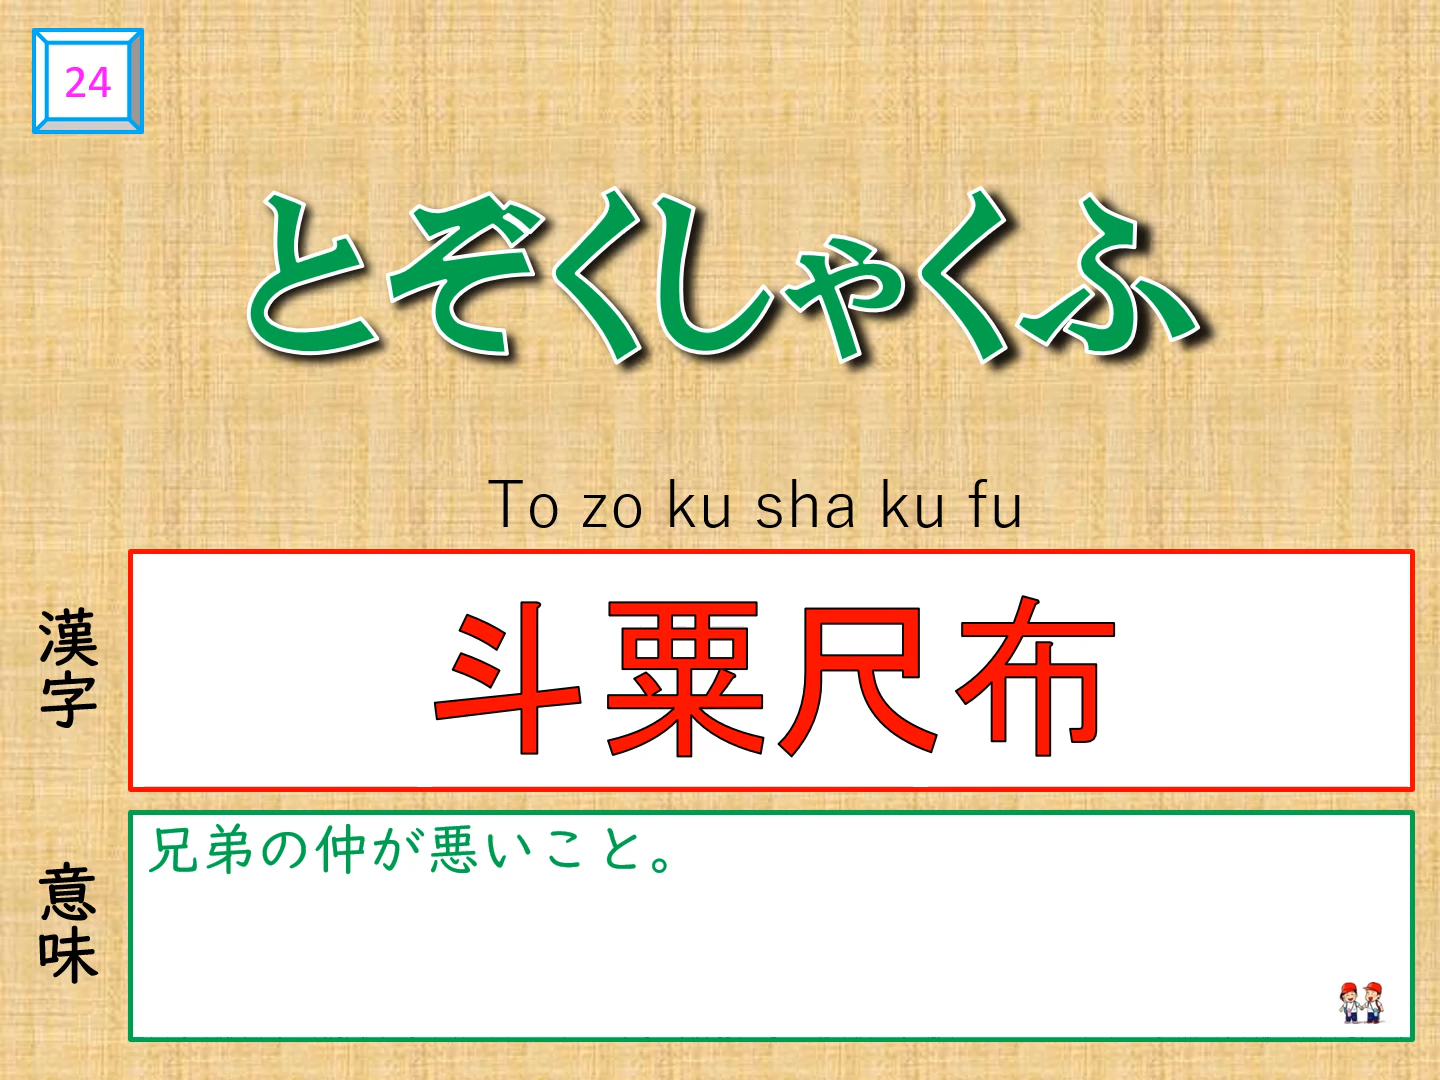 24
とぞくしゃくふ
To zo ku sha ku fu
漢字
斗粟尺布
意味
兄弟の仲が悪いこと。